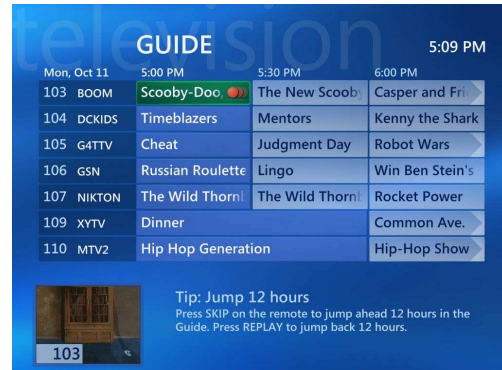 television
GUIDE 5:09 PM
Mon, Oct 11 5:00 PM 5:30 PM 6:00 PM
103 BOOM Scooby-Doo, The New Scooby Casper and Fri
104 DCKIDS Timeblazers Mentors Kenny the Shark
105 G4TTV Cheat Judgment Day Robot Wars
106 GSN Russian Roulette Lingo Win Ben Stein's
107 NIKTON The Wild Thorn The Wild Thorn Rocket Power
109 XYTV Dinner Common Ave.
110 MTV2 Hip Hop Generation Hip-Hop Show
Tip: Jump 12 hours
Press SKIP on the remote to jump ahead 12 hours in the
Guide. Press REPLAY to jump back 12 hours.
103